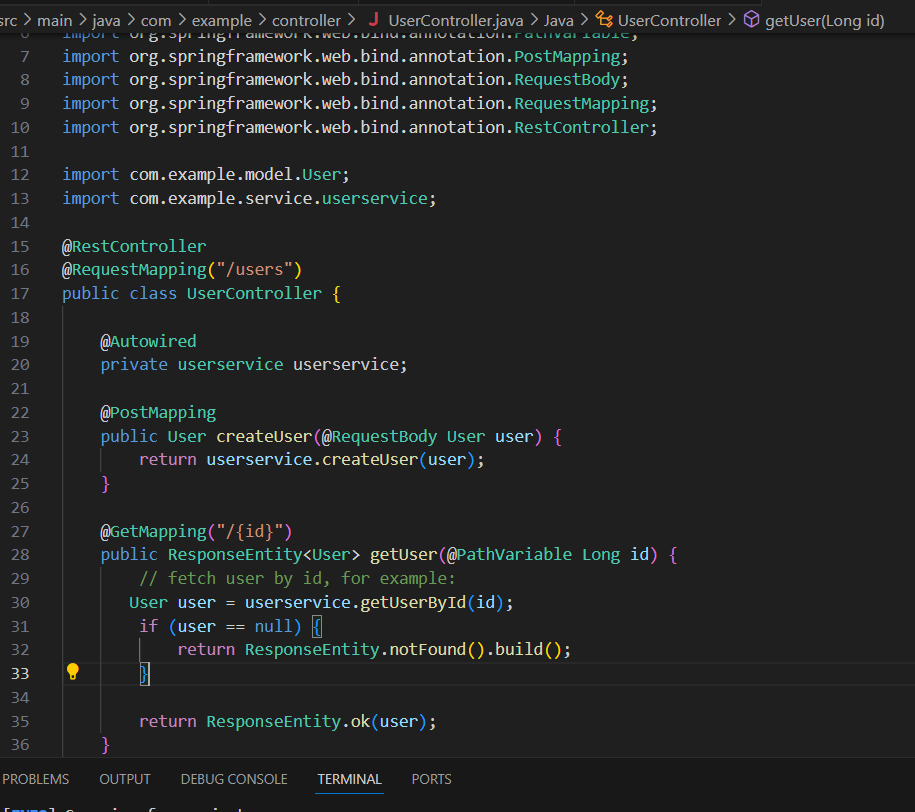 src > main > java > com > example > controller > J UserController.java > Java > UserController > getUser(Long id)
6 import org.springframework.web.bind.annotation.PathVariable;
7 import org.springframework.web.bind.annotation.PostMapping;
8 import org.springframework.web.bind.annotation.RequestBody;
9 import org.springframework.web.bind.annotation.RequestMapping;
10 import org.springframework.web.bind.annotation.RestController;
11
12 import com.example.model.User;
13 import com.example.service.userservice;
14
15 @RestController
16 @RequestMapping("/users")
17 public class UserController {
18
19 @Autowired
20 private userservice userservice;
21
22 @PostMapping
23 public User createUser(@RequestBody User user) {
24 return userservice.createUser(user);
25 }
26
27 @GetMapping("/{id}")
28 public ResponseEntity<User> getUser(@PathVariable Long id) {
29 // fetch user by id, for example:
30 User user = userservice.getUserById(id);
31 if (user == null) {
32 return ResponseEntity.notFound().build();
33 }
34
35 return ResponseEntity.ok(user);
36 }
PROBLEMS OUTPUT DEBUG CONSOLE TERMINAL PORTS